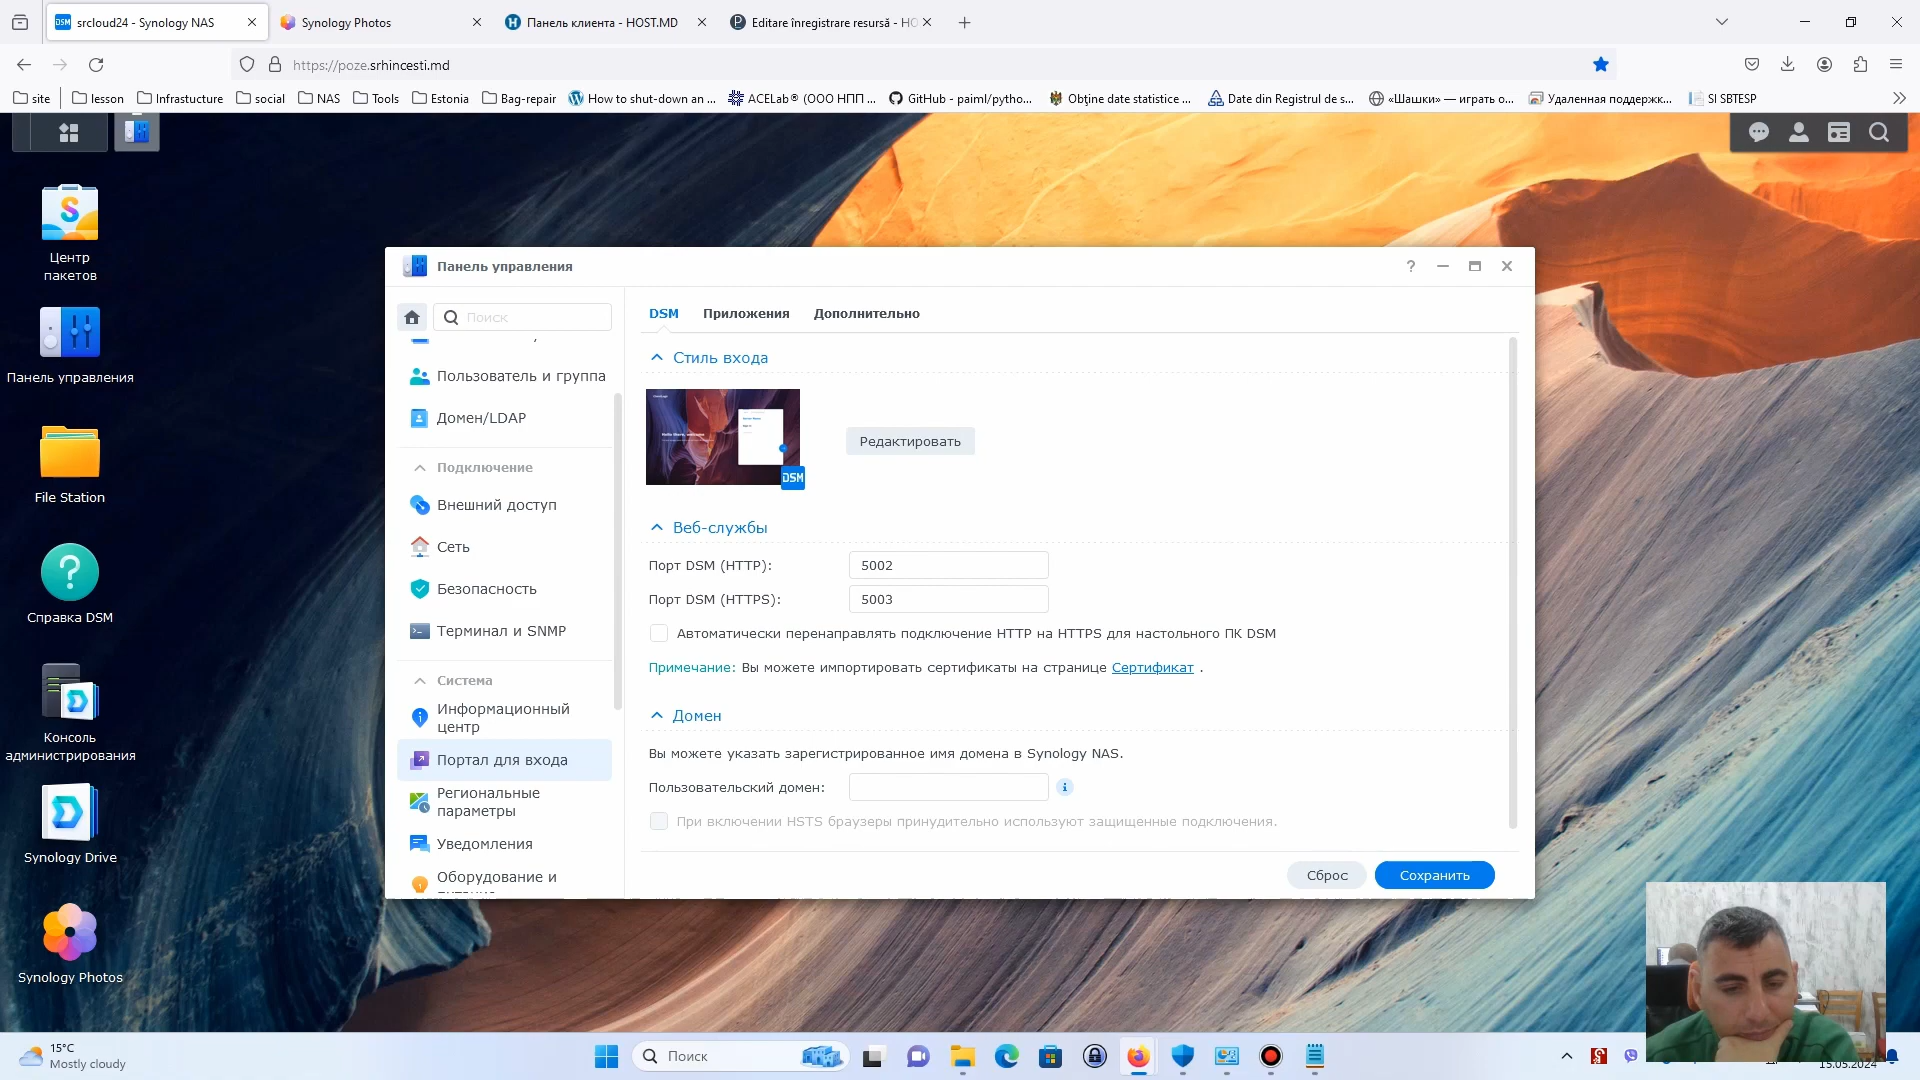 srcloud24 - Synology NAS
Synology Photos
Панель клиента - HOST.MD
Editare înregistrare resursă - HO
https://poze.srhincesti.md
site
lesson
Infrastucture
social
NAS
Tools
Estonia
Bag-repair
How to shut-down an ...
ACELab® (ООО НПП ...
GitHub - paiml/pytho...
Obține date statistice ...
Date din Registrul de s...
«Шашки» — играть о...
Удаленная поддержк...
SI SBTESP
Центр
пакетов
Панель управления
File Station
Справка DSM
Консоль
администрирования
Synology Drive
Synology Photos
Панель управления
Поиск
Пользователь и группа
Домен/LDAP
Подключение
Внешний доступ
Сеть
Безопасность
Терминал и SNMP
Система
Информационный
центр
Портал для входа
Региональные
параметры
Уведомления
Оборудование и
DSM
Приложения
Дополнительно
Стиль входа
DSM
Редактировать
Веб-службы
Порт DSM (HTTP):
5002
Порт DSM (HTTPS):
5003
Автоматически перенаправлять подключение HTTP на HTTPS для настольного ПК DSM
Примечание: Вы можете импортировать сертификаты на странице Сертификат .
Домен
Вы можете указать зарегистрированное имя домена в Synology NAS.
Пользовательский домен:
При включении HSTS браузеры принудительно используют защищенные подключения.
Сброс
Сохранить
15°C
Mostly cloudy
Поиск
15.05.2024